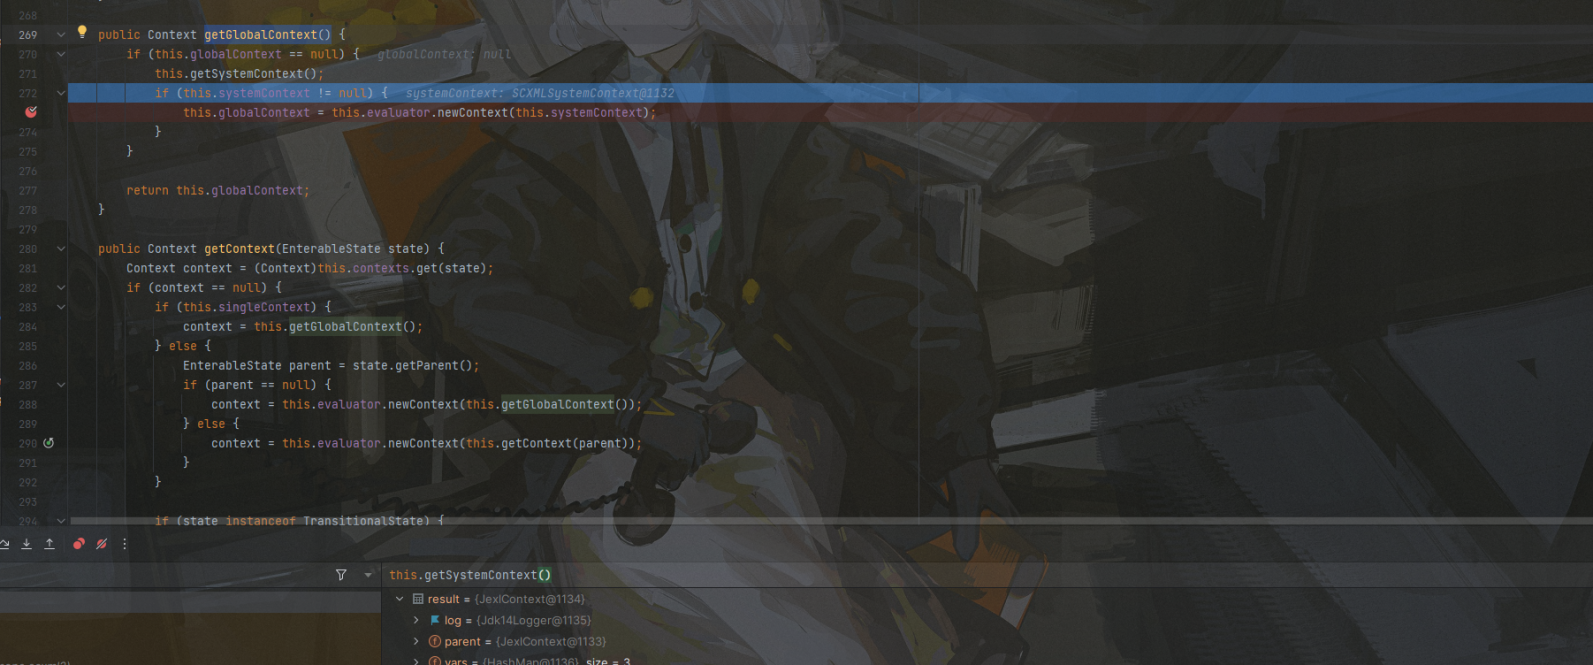 268
269 public Context getGlobalContext() {
270 if (this.globalContext == null) { globalContext: null
271 this.getSystemContext();
272 if (this.systemContext != null) { systemContext: SCXMLSystemContext@1132
this.globalContext = this.evaluator.newContext(this.systemContext);
274 }
275 }
276
277 return this.globalContext;
278 }
279
280 public Context getContext(EnterableState state) {
281 Context context = (Context)this.contexts.get(state);
282 if (context == null) {
283 if (this.singleContext) {
284 context = this.getGlobalContext();
285 } else {
286 EnterableState parent = state.getParent();
287 if (parent == null) {
288 context = this.evaluator.newContext(this.getGlobalContext());
289 } else {
290 context = this.evaluator.newContext(this.getContext(parent));
291 }
292 }
293
294 if (state instanceof TransitionalState) {
this.getSystemContext()
result = {JexlContext@1134}
log = {Jdk14Logger@1135}
parent = {JexlContext@1133}
vars = {HashMap@1136} size = 3